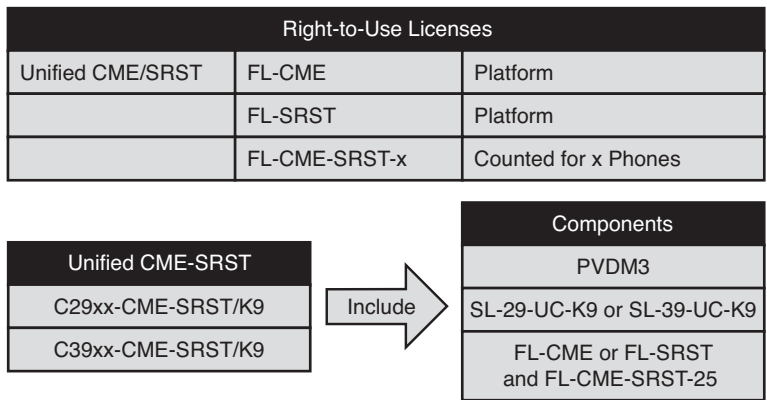 Right-to-Use Licenses
Unified CME/SRST FL-CME Platform
FL-SRST Platform
FL-CME-SRST-x Counted for x Phones
Unified CME-SRST
C29xx-CME-SRST/K9
C39xx-CME-SRST/K9
Include
Components
PVDM3
SL-29-UC-K9 or SL-39-UC-K9
FL-CME or FL-SRST
and FL-CME-SRST-25